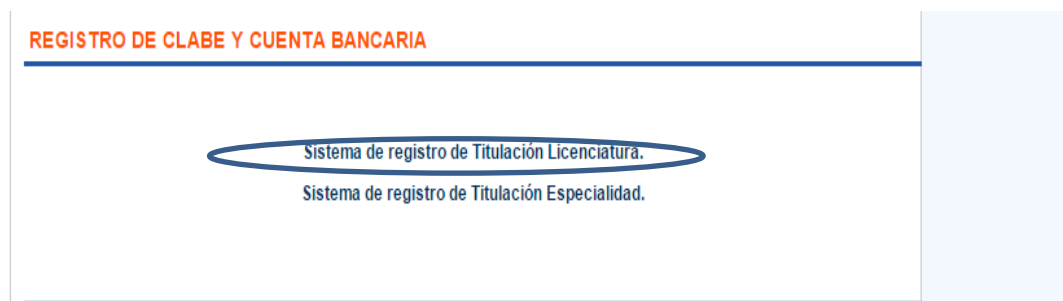 REGISTRO DE CLABE Y CUENTA BANCARIA
Sistema de registro de Titulación Licenciatura.
Sistema de registro de Titulación Especialidad.